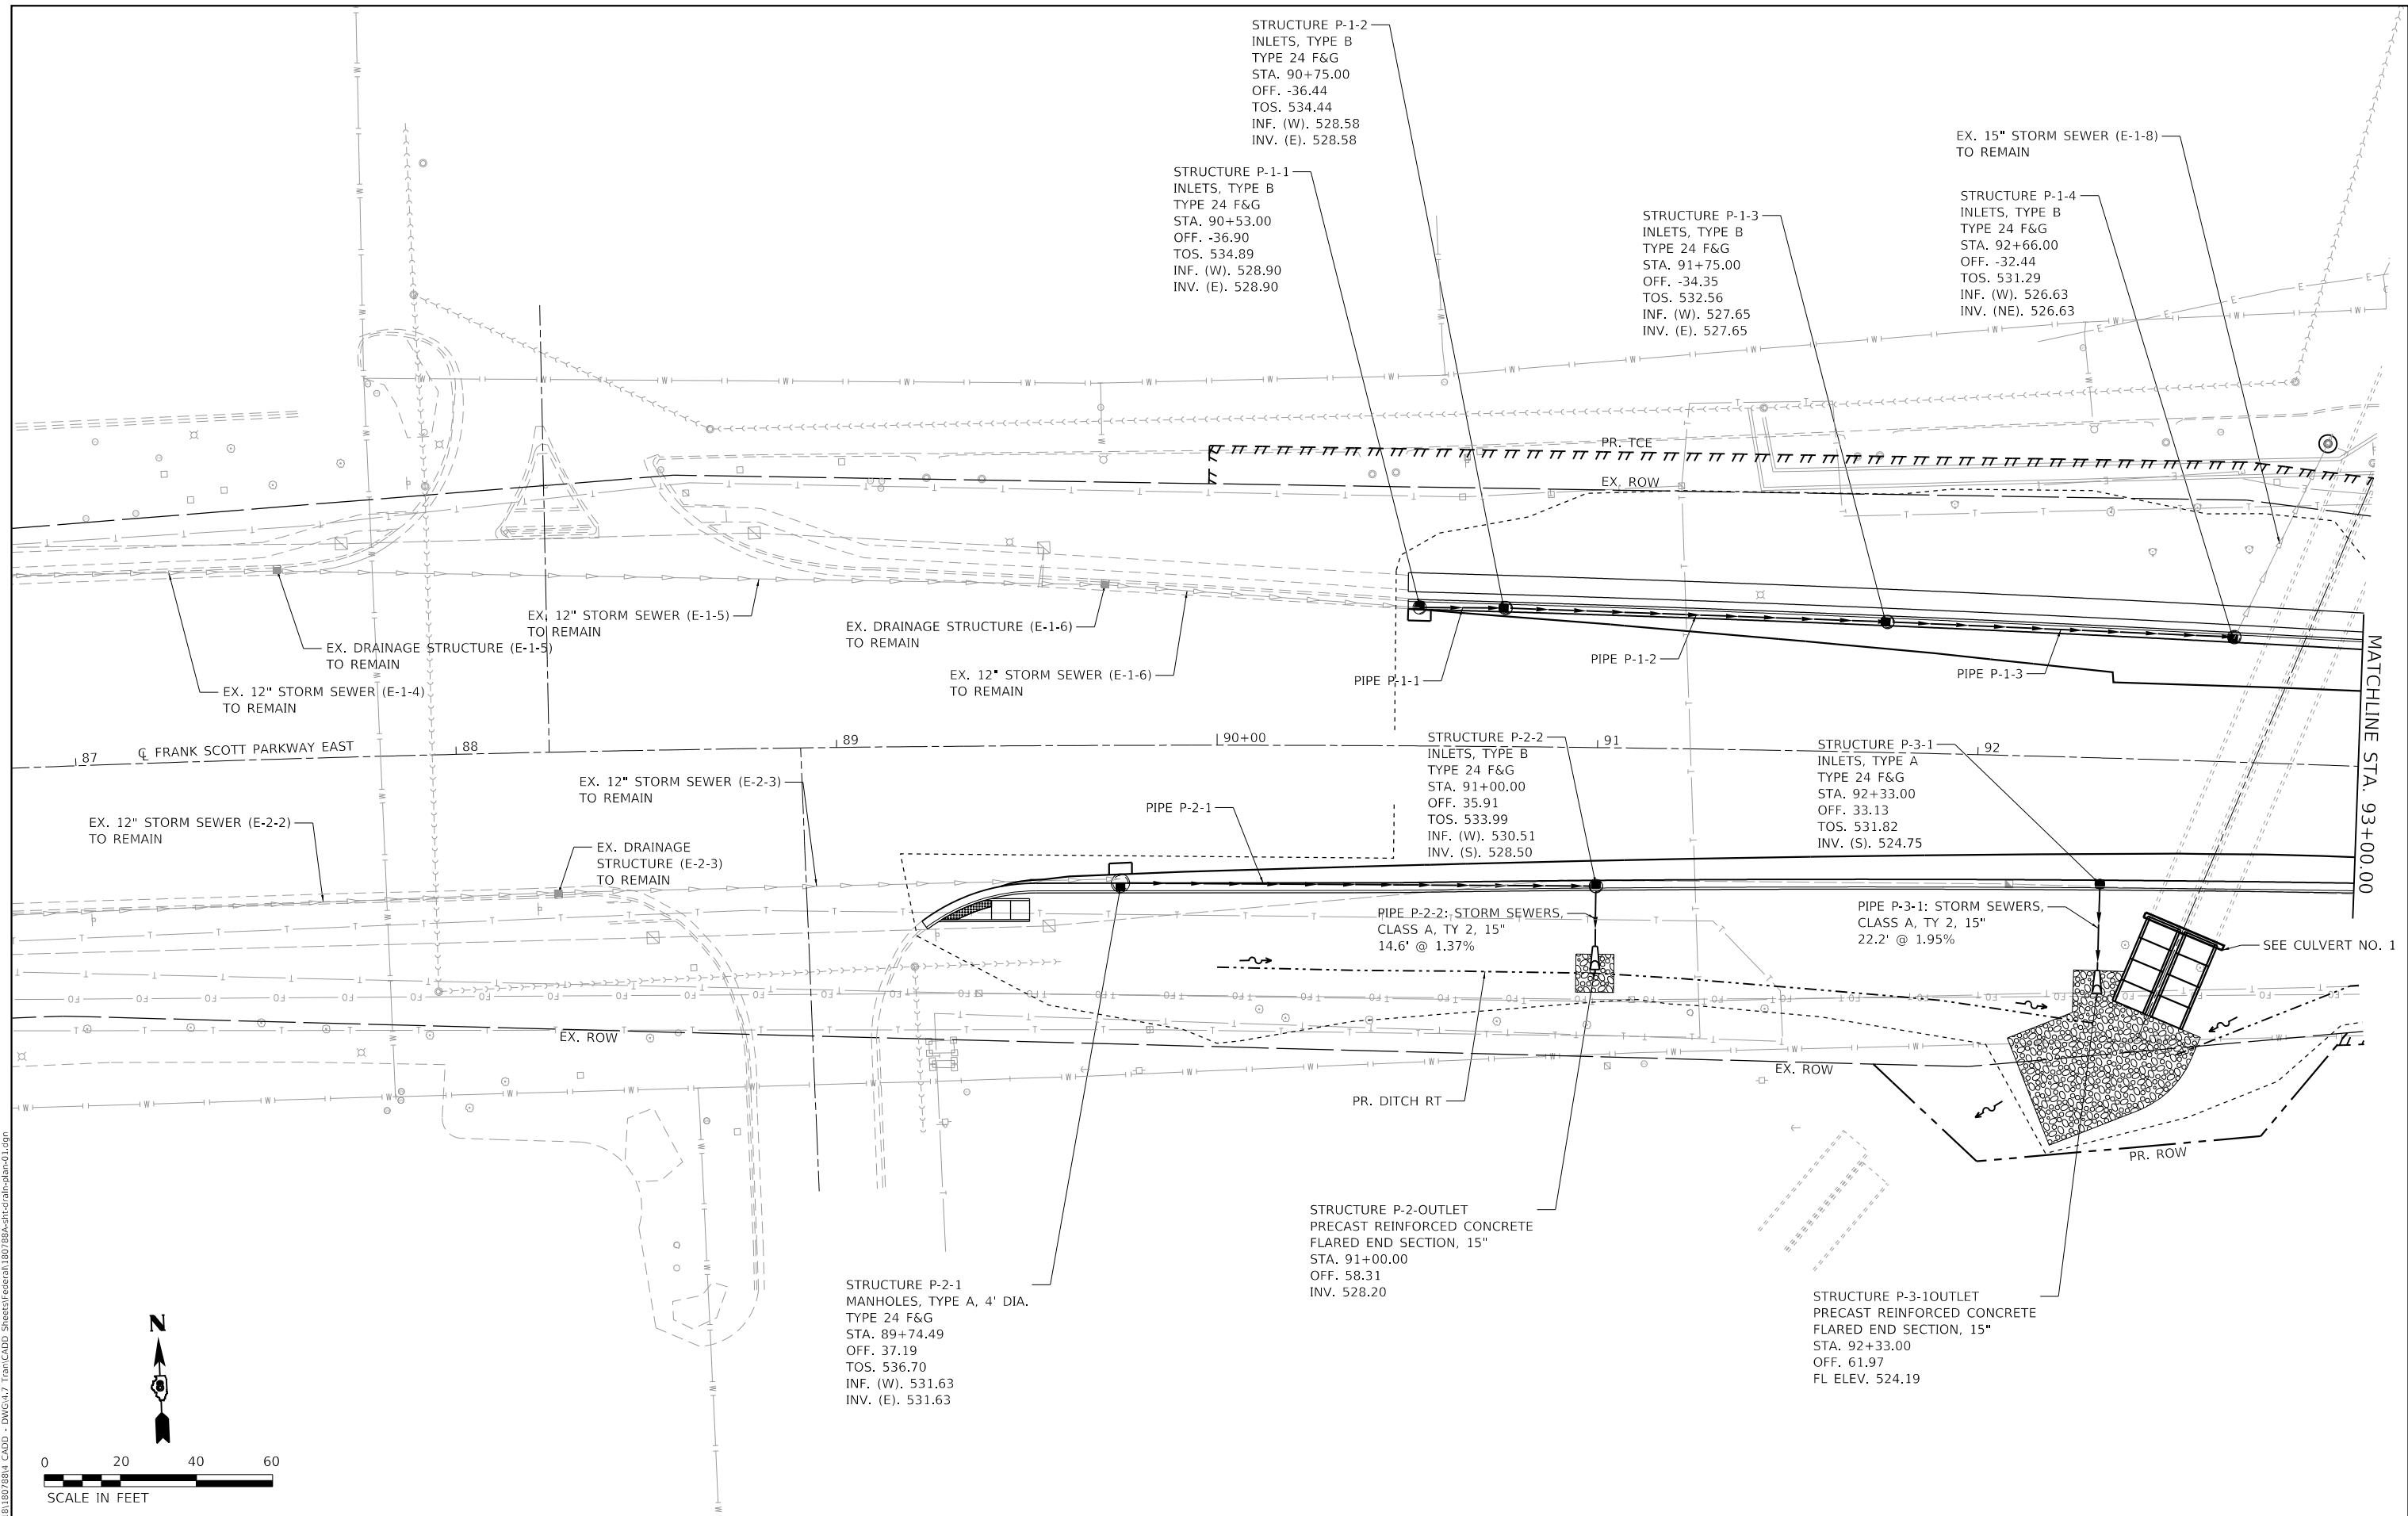 STRUCTURE P-1-2
INLETS, TYPE B
TYPE 24 F&G
STA. 90+75.00
OFF. -36.44
TOS. 534.44
INF. (W). 528.58
INV. (E). 528.58
STRUCTURE P-1-1
INLETS, TYPE B
TYPE 24 F&G
STA. 90+53.00
OFF. -36.90
TOS. 534.89
INF. (W). 528.90
INV. (E). 528.90
STRUCTURE P-1-3
INLETS, TYPE B
TYPE 24 F&G
STA. 91+75.00
OFF. -34.35
TOS. 532.56
INF. (W). 527.65
INV. (E). 527.65
EX. 15" STORM SEWER (E-1-8)
TO REMAIN
STRUCTURE P-1-4
INLETS, TYPE B
TYPE 24 F&G
STA. 92+66.00
OFF. -32.44
TOS. 531.29
INF. (W). 526.63
INV. (NE). 526.63
PR. TCE
EX. ROW
EX. 12" STORM SEWER (E-1-5)
TO REMAIN
EX. DRAINAGE STRUCTURE (E-1-5)
TO REMAIN
EX. 12" STORM SEWER (E-1-4)
TO REMAIN
EX. DRAINAGE STRUCTURE (E-1-6)
TO REMAIN
EX. 12" STORM SEWER (E-1-6)
TO REMAIN
PIPE P-1-1
PIPE P-1-2
PIPE P-1-3
MATCHLINE STA. 93+00.00
87
℄ FRANK SCOTT PARKWAY EAST
88
89
90+00
91
92
EX. 12" STORM SEWER (E-2-3)
TO REMAIN
EX. 12" STORM SEWER (E-2-2)
TO REMAIN
EX. DRAINAGE
STRUCTURE (E-2-3)
TO REMAIN
PIPE P-2-1
STRUCTURE P-2-2
INLETS, TYPE B
TYPE 24 F&G
STA. 91+00.00
OFF. 35.91
TOS. 533.99
INF. (W). 530.51
INV. (S). 528.50
STRUCTURE P-3-1
INLETS, TYPE A
TYPE 24 F&G
STA. 92+33.00
OFF. 33.13
TOS. 531.82
INV. (S). 524.75
PIPE P-2-2: STORM SEWERS,
CLASS A, TY 2, 15"
14.6' @ 1.37%
PIPE P-3-1: STORM SEWERS,
CLASS A, TY 2, 15"
22.2' @ 1.95%
SEE CULVERT NO. 1
EX. ROW
EX. ROW
PR. DITCH RT
PR. ROW
STRUCTURE P-2-OUTLET
PRECAST REINFORCED CONCRETE
FLARED END SECTION, 15"
STA. 91+00.00
OFF. 58.31
INV. 528.20
STRUCTURE P-2-1
MANHOLES, TYPE A, 4' DIA.
TYPE 24 F&G
STA. 89+74.49
OFF. 37.19
TOS. 536.70
INF. (W). 531.63
INV. (E). 531.63
STRUCTURE P-3-1OUTLET
PRECAST REINFORCED CONCRETE
FLARED END SECTION, 15"
STA. 92+33.00
OFF. 61.97
FL ELEV. 524.19
N
0 20 40 60
SCALE IN FEET